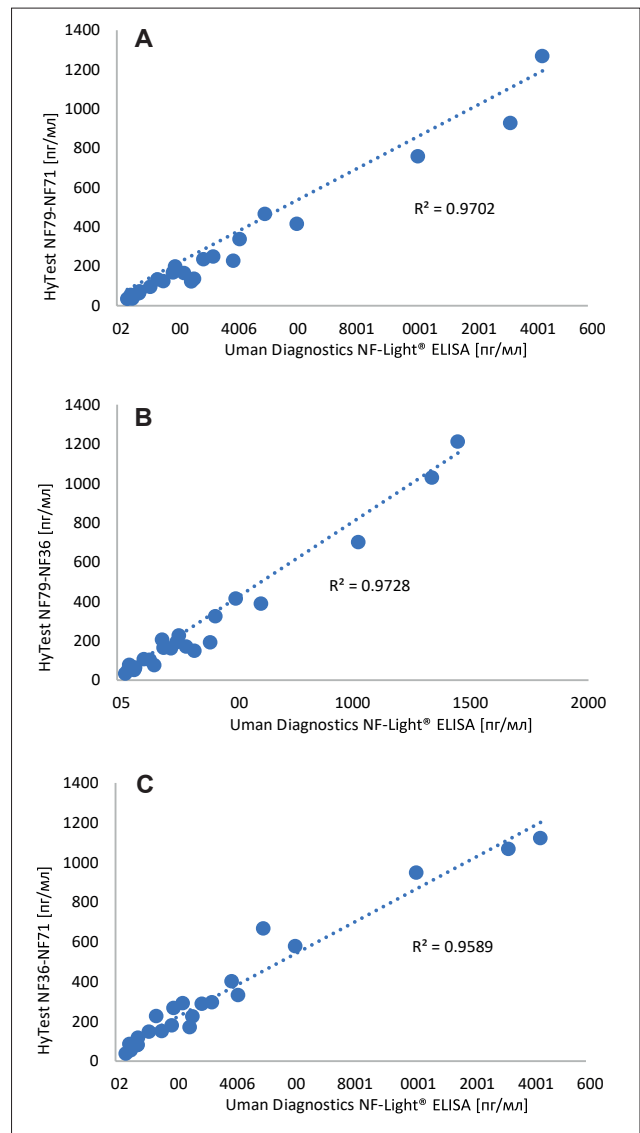 A
1400
1200
1000
800
600
400
200
0
HyTest NF79-NF71 [пг/мл]
R² = 0.9702
02 00 4006 00 8001 0001 2001 4001 600
Uman Diagnostics NF-Light® ELISA [пг/мл]
B
1400
1200
1000
800
600
400
200
0
HyTest NF79-NF36 [пг/мл]
R² = 0.9728
05 00 1000 1500 2000
Uman Diagnostics NF-Light® ELISA [пг/мл]
C
1400
1200
1000
800
600
400
200
0
HyTest NF36-NF71 [пг/мл]
R² = 0.9589
02 00 4006 00 8001 0001 2001 4001 600
Uman Diagnostics NF-Light® ELISA [пг/мл]